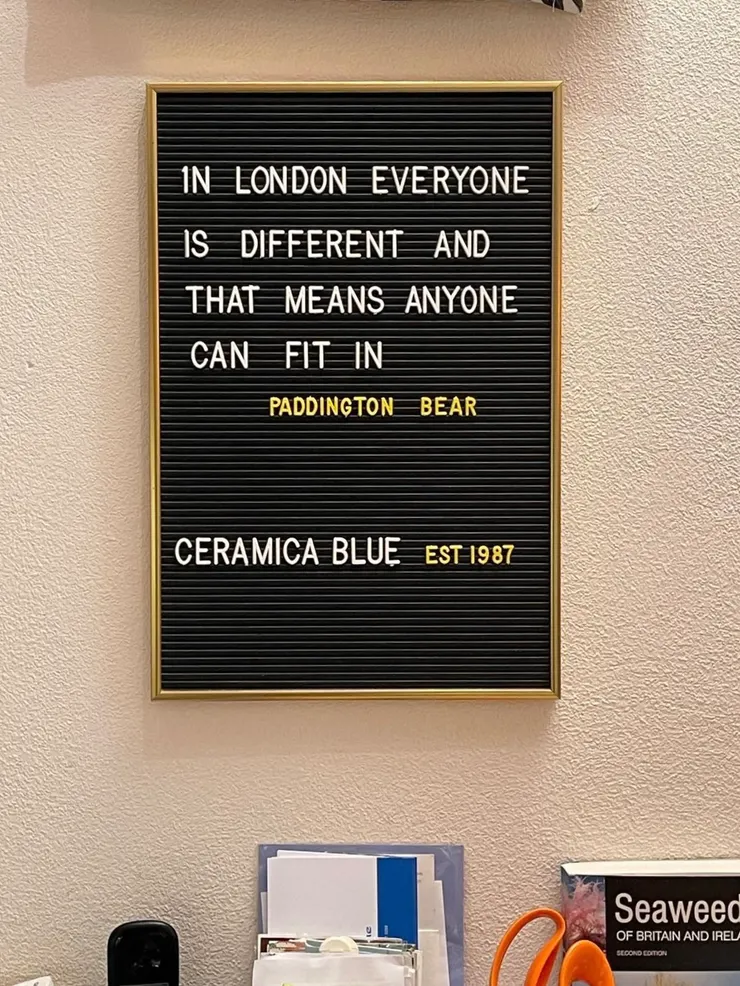 1N LONDON EVERYONE
IS DIFFERENT AND
THAT MEANS ANYONE
CAN FIT IN
PADDINGTON BEAR
CERAMICA BLUE EST 1987
Seaweed
OF BRITAIN AND IRELA
SECOND EDITION